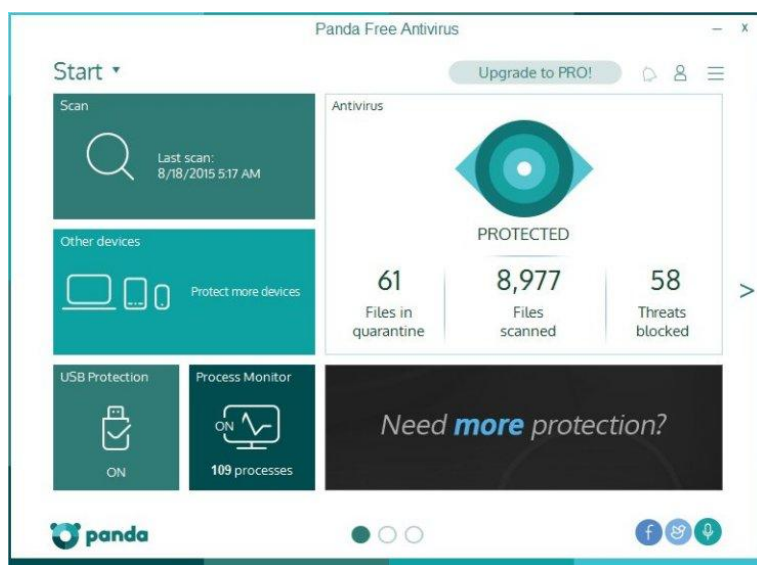 Panda Free Antivirus
Start
Upgrade to PRO!
Scan
Last scan:
8/18/2015 5:17 AM
Antivirus
PROTECTED
61
Files in
quarantine
8,977
Files
scanned
58
Threats
blocked
Other devices
Protect more devices
USB Protection
ON
Process Monitor
ON
109 processes
Need more protection?
panda